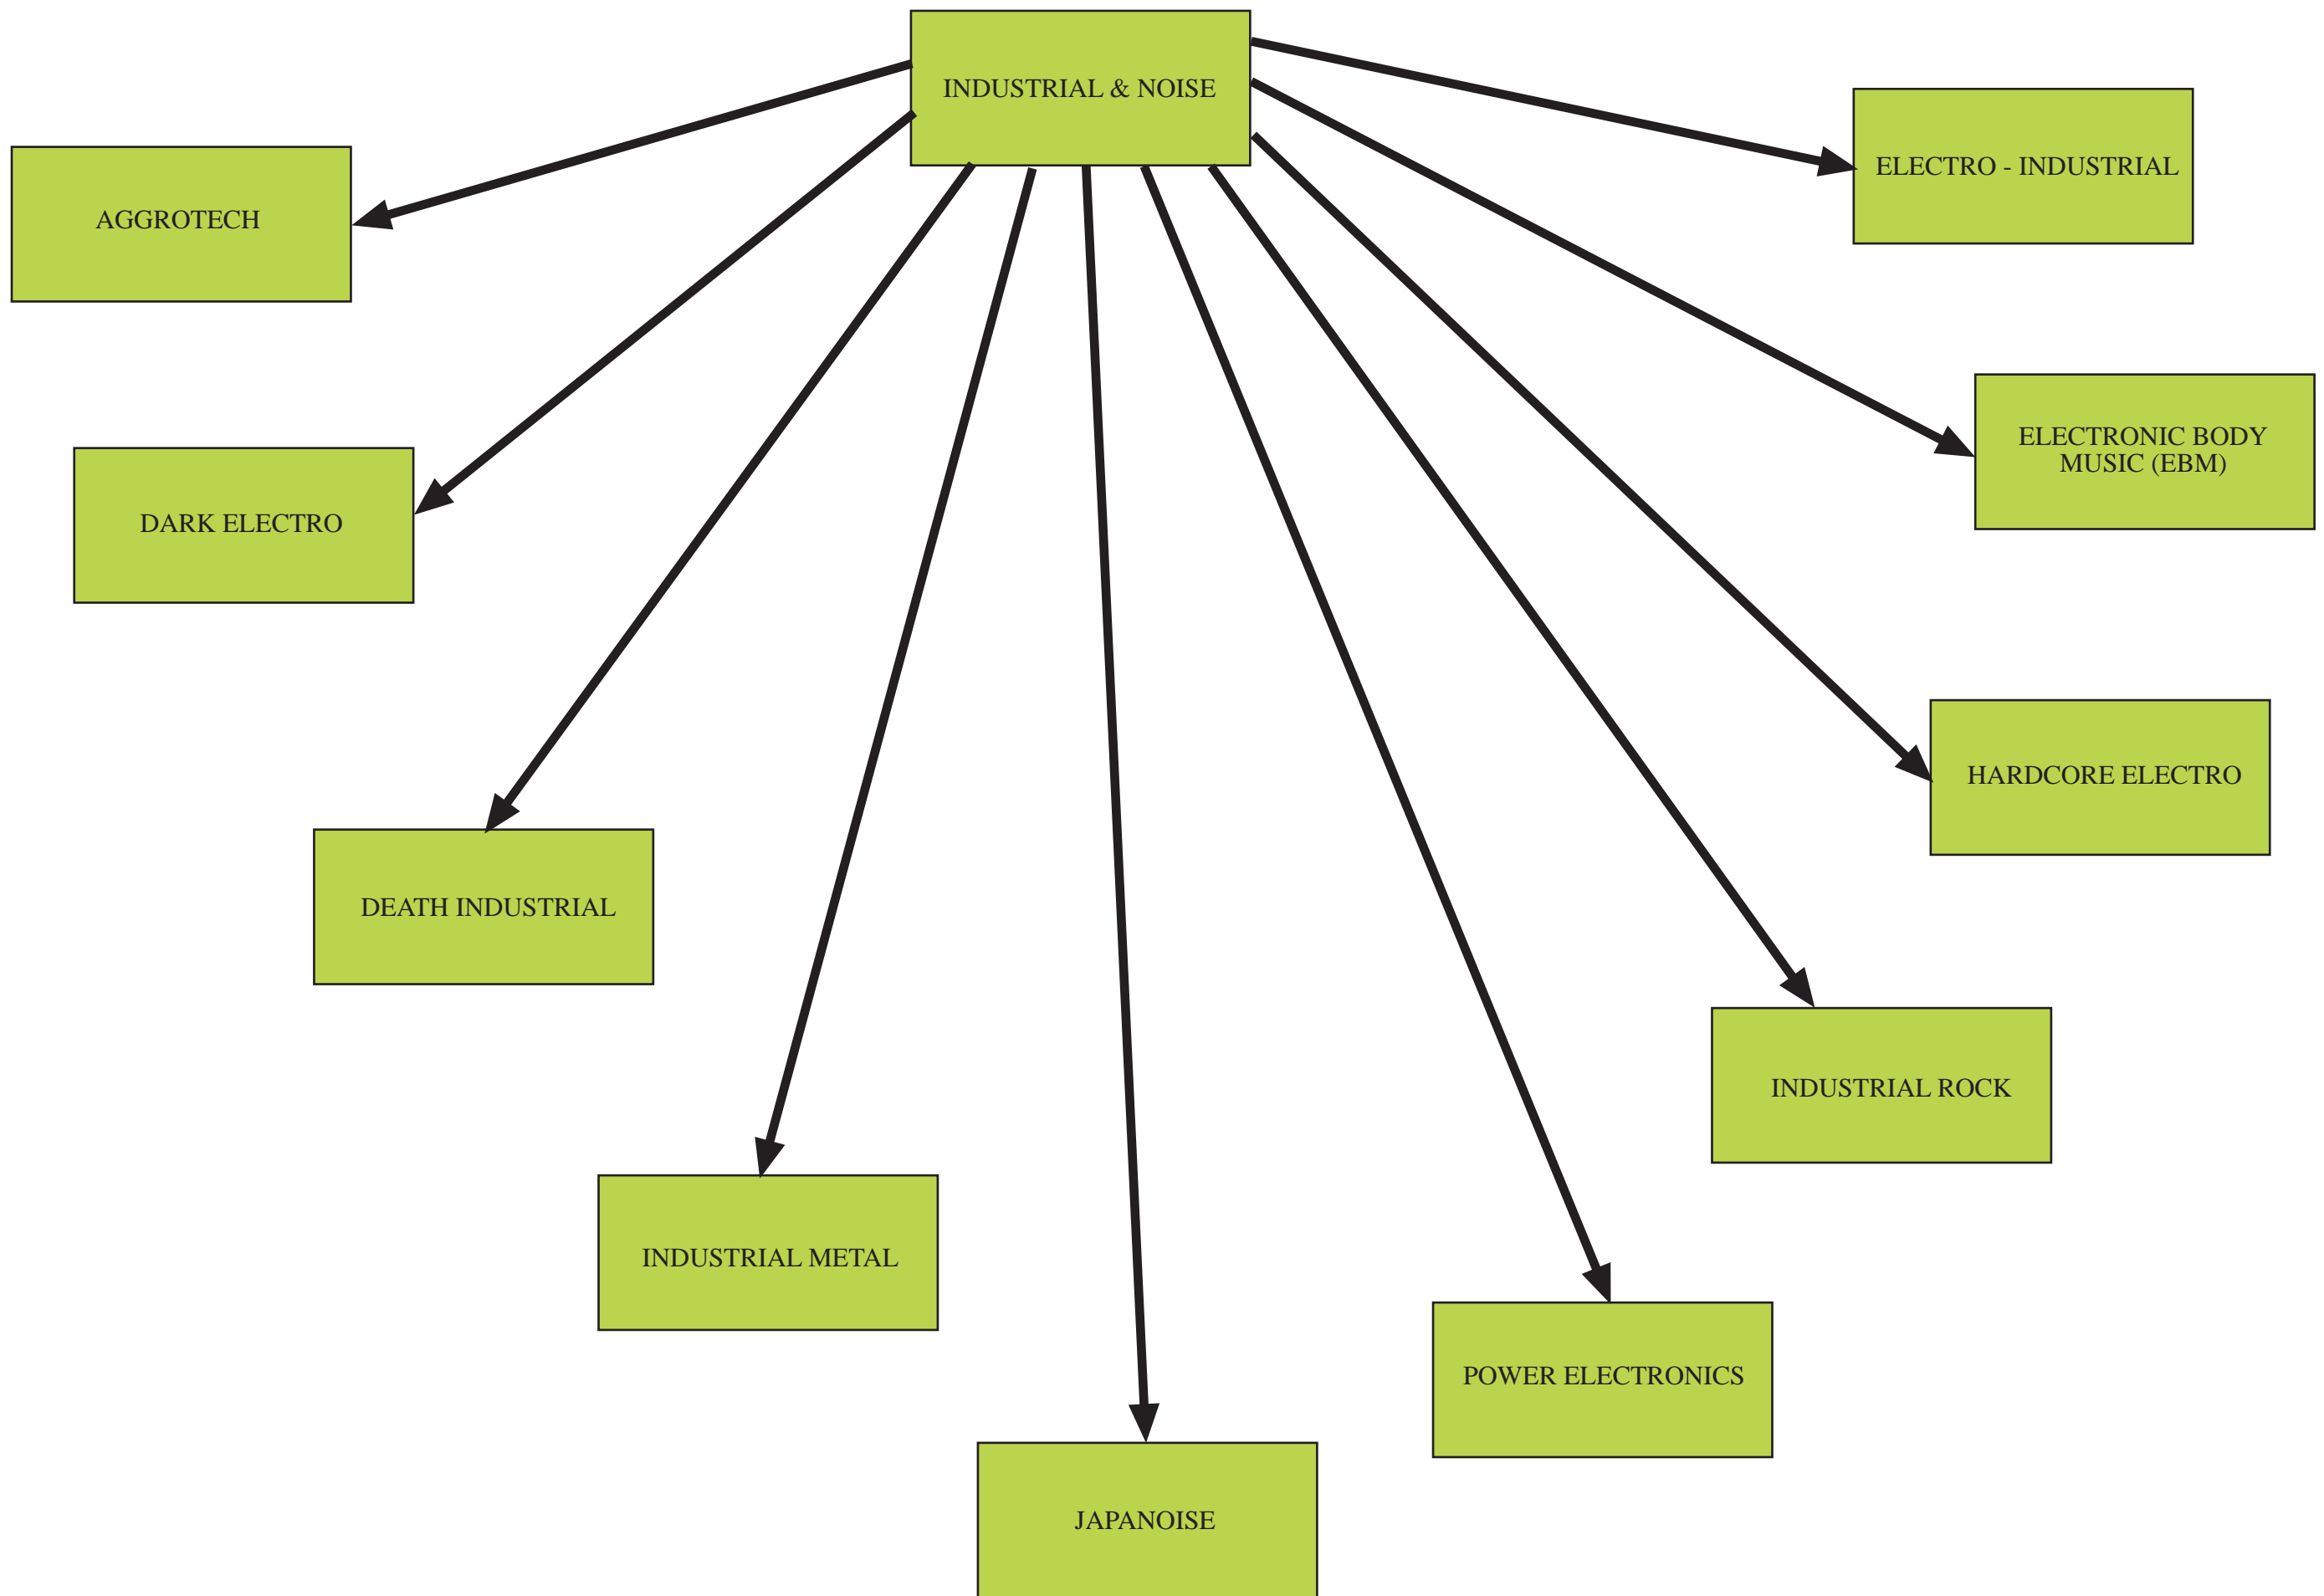 INDUSTRIAL & NOISE
ELECTRO - INDUSTRIAL
AGGROTECH
ELECTRONIC BODY
MUSIC (EBM)
DARK ELECTRO
HARDCORE ELECTRO
DEATH INDUSTRIAL
INDUSTRIAL ROCK
INDUSTRIAL METAL
POWER ELECTRONICS
JAPANOISE